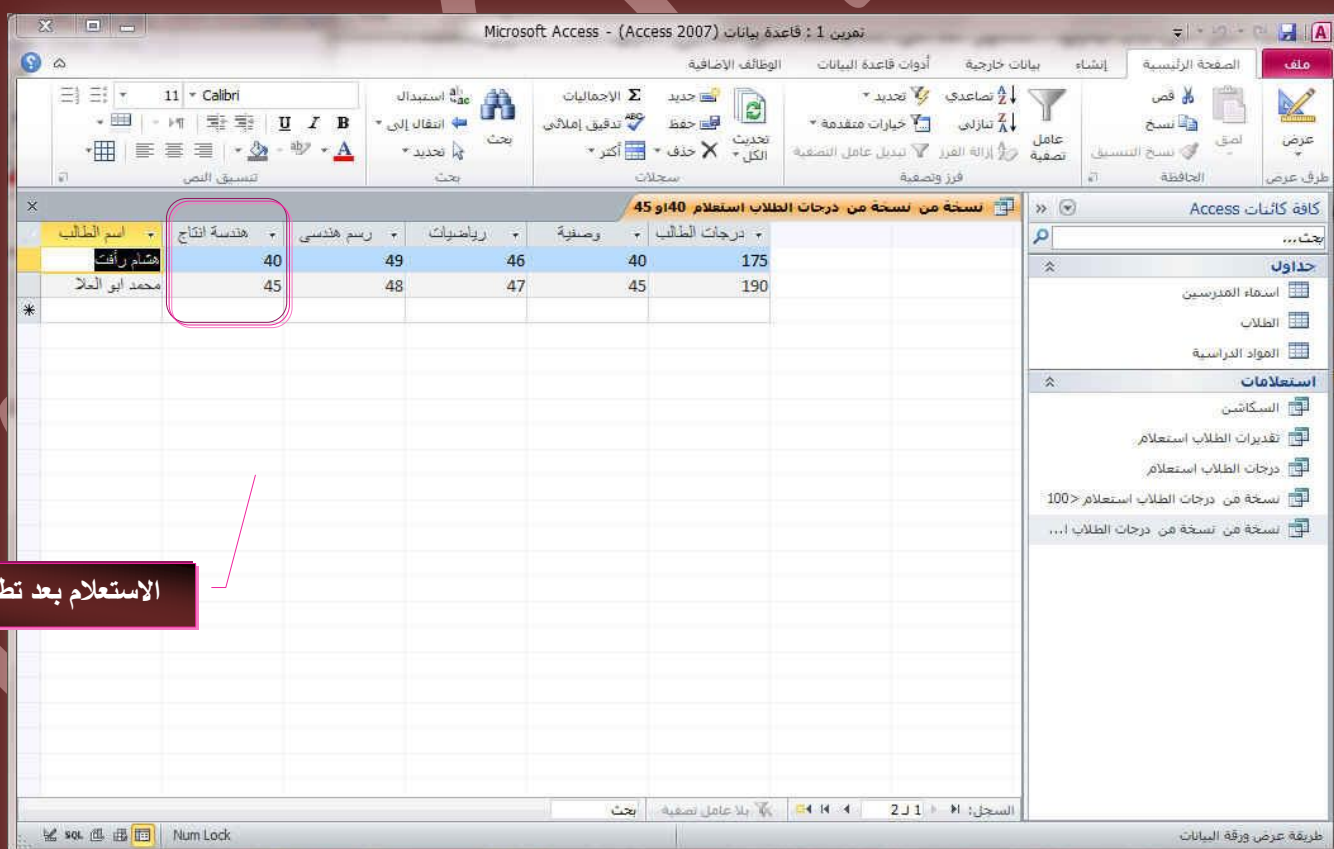 تمرين 1 : قاعدة بيانات (Access 2007) - Microsoft Access
ملف
الصفحة الرئيسية
إنشاء
بيانات خارجية
أدوات قاعدة البيانات
الوظائف الإضافية
عرض
طرق عرض
لصق
قص
نسخ
نسخ التنسيق
الحافظة
عامل تصفية
تصاعدي
تنازلي
إزالة الفرز
تحديد
خيارات متقدمة
تبديل عامل التصفية
فرز وتصفية
تحديث الكل
جديد
حفظ
حذف
الإجماليات
تدقيق إملائي
أكثر
سجلات
بحث
استبدال
انتقال إلى
تحديد
بحث
Calibri
11
B I U
تنسيق النص
كافة كائنات Access
بحث...
جداول
اسماء المدرسين
الطلاب
المواد الدراسية
استعلامات
السكاشن
تقديرات الطلاب استعلام
درجات الطلاب استعلام
نسخة من درجات الطلاب استعلام <100
نسخة من نسخة من درجات الطلاب ا...
نسخة من نسخة من درجات الطلاب استعلام 40او 45
اسم الطالب هندسة انتاج رسم هندسى رياضيات وصفية درجات الطالب
هشام رأفت 40 49 46 40 175
محمد ابو العلا 45 48 47 45 190
الاستعلام بعد تط
السجل: 1 لـ 2
بلا عامل تصفية
بحث
طريقة عرض ورقة البيانات
Num Lock
SQL